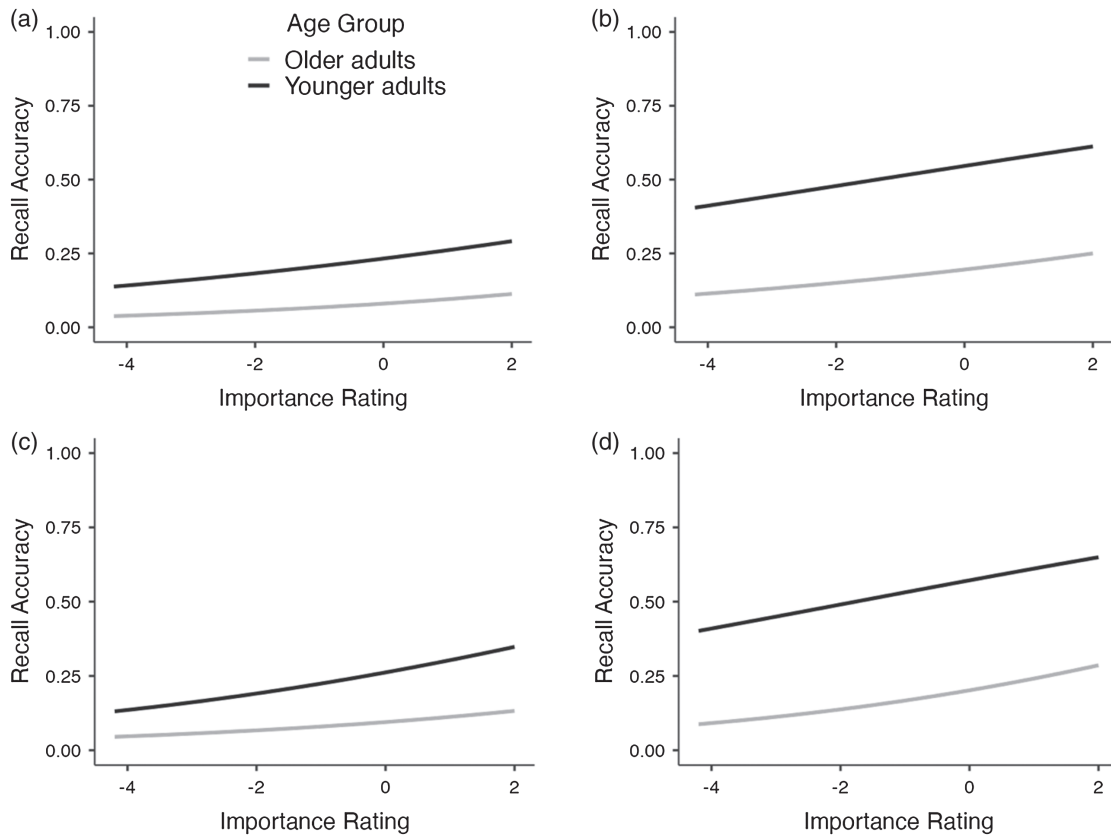 (a)
Age Group
Older adults
Younger adults
1.00
0.75
0.50
0.25
0.00
Recall Accuracy
-4 -2 0 2
Importance Rating
(b)
1.00
0.75
0.50
0.25
0.00
Recall Accuracy
-4 -2 0 2
Importance Rating
(c)
1.00
0.75
0.50
0.25
0.00
Recall Accuracy
-4 -2 0 2
Importance Rating
(d)
1.00
0.75
0.50
0.25
0.00
Recall Accuracy
-4 -2 0 2
Importance Rating